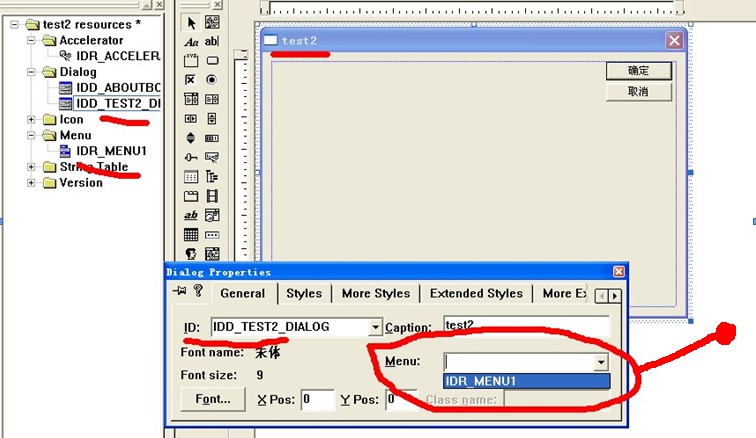 test2 resources *
Accelerator
IDR_ACCELERA
Dialog
IDD_ABOUTBO
IDD_TEST2_DI
Icon
Menu
IDR_MENU1
String Table
Version
Aa ab|
ab
test2
确定
取消
Dialog Properties
General
Styles
More Styles
Extended Styles
More Ex
ID:
IDD_TEST2_DIALOG
Caption:
test2
Font name:
宋体
Menu:
IDR_MENU1
Font size:
9
Font...
X Pos:
0
Y Pos:
0
Class name: